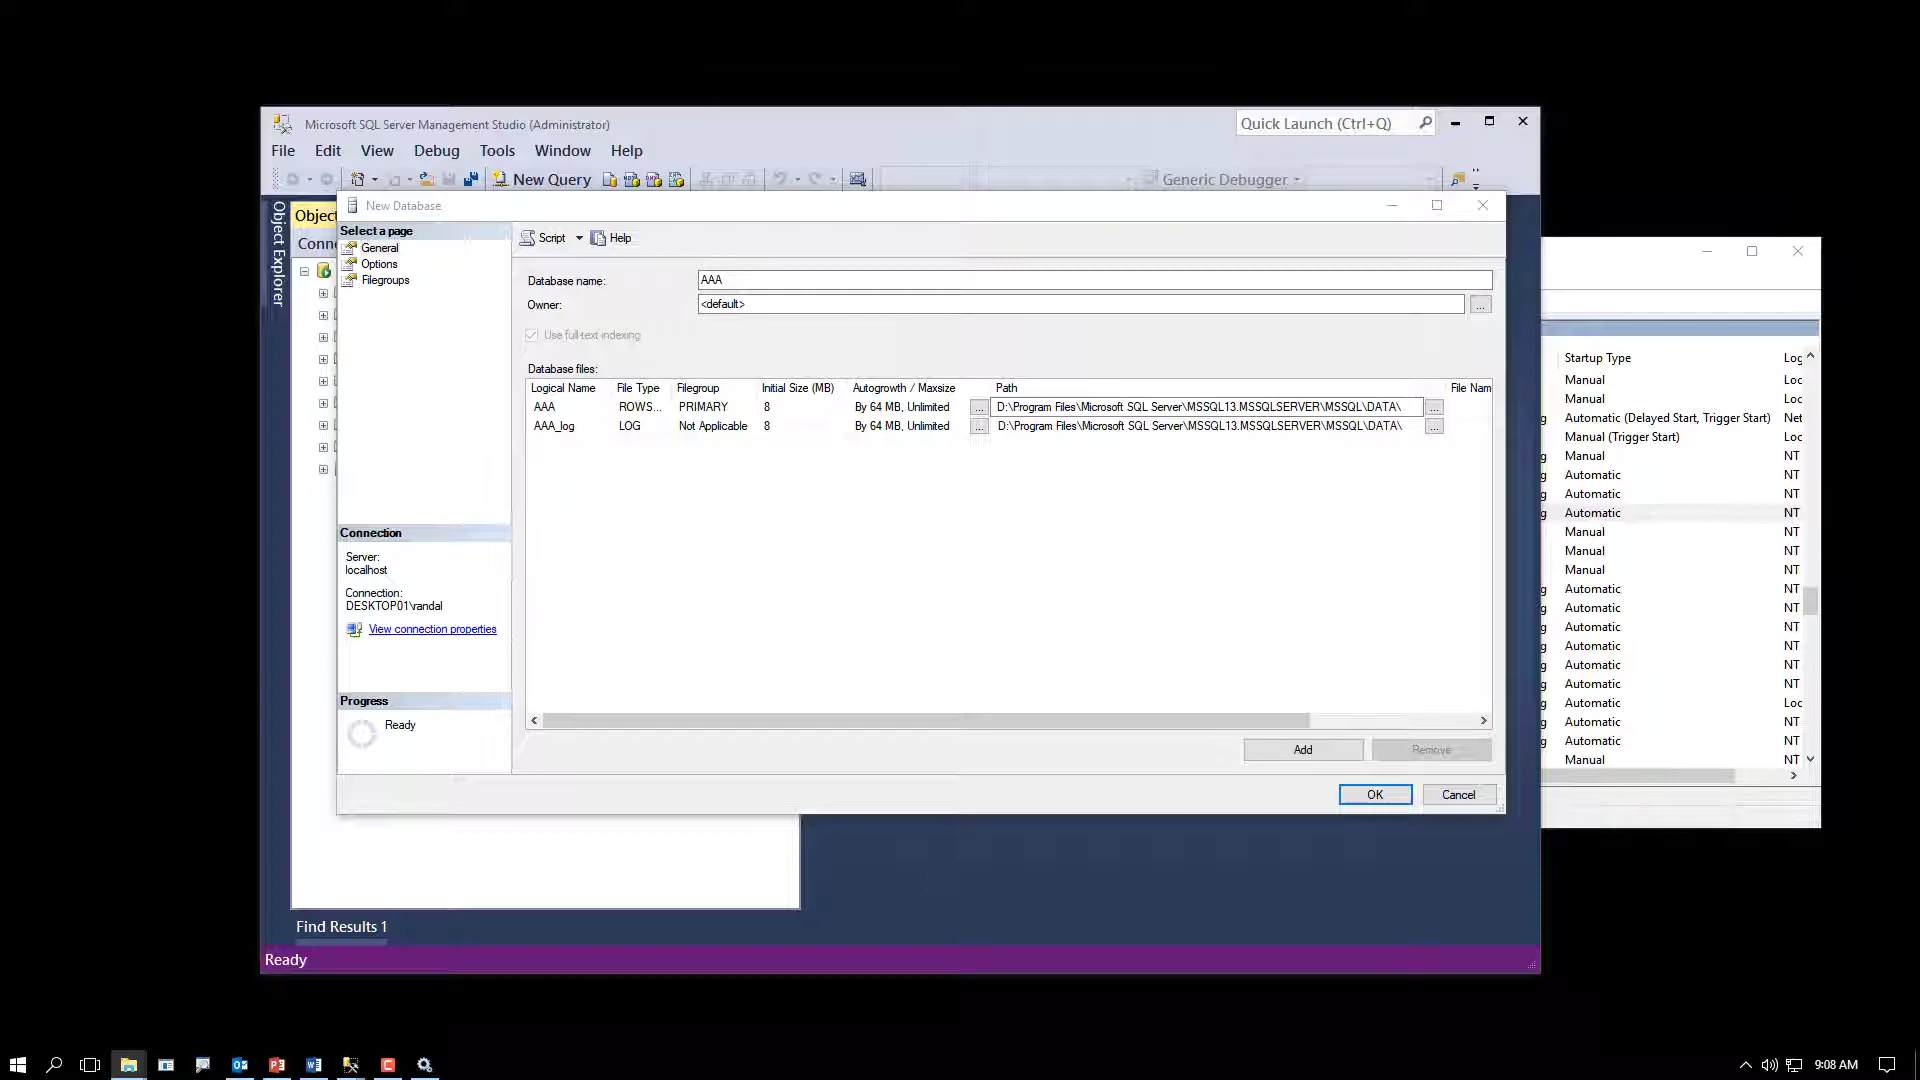 Microsoft SQL Server Management Studio (Administrator)
Quick Launch (Ctrl+Q)
File Edit View Debug Tools Window Help
New Query
Generic Debugger
Object Explorer
Objec
Conn
New Database
Select a page
General
Options
Filegroups
Script Help
Database name: AAA
Owner: <default>
...
Use full-text indexing
Database files:
Logical Name File Type Filegroup Initial Size (MB) Autogrowth / Maxsize Path File Nam
AAA ROWS... PRIMARY 8 By 64 MB, Unlimited ... D:\Program Files\Microsoft SQL Server\MSSQL13.MSSQLSERVER\MSSQL\DATA\ ...
AAA_log LOG Not Applicable 8 By 64 MB, Unlimited ... D:\Program Files\Microsoft SQL Server\MSSQL13.MSSQLSERVER\MSSQL\DATA\ ...
Connection
Server:
localhost
Connection:
DESKTOP01\randal
View connection properties
Progress
Ready
Add Remove
OK Cancel
Find Results 1
Ready
Startup Type Log
Manual Loc
Manual Loc
Automatic (Delayed Start, Trigger Start) Net
Manual (Trigger Start) Loc
g Manual NT
g Automatic NT
g Automatic NT
g Automatic NT
Manual NT
Manual NT
Manual NT
g Automatic NT
g Automatic NT
g Automatic NT
g Automatic NT
g Automatic NT
g Automatic NT
g Automatic Loc
g Automatic NT
g Automatic NT
Manual NT
9:08 AM